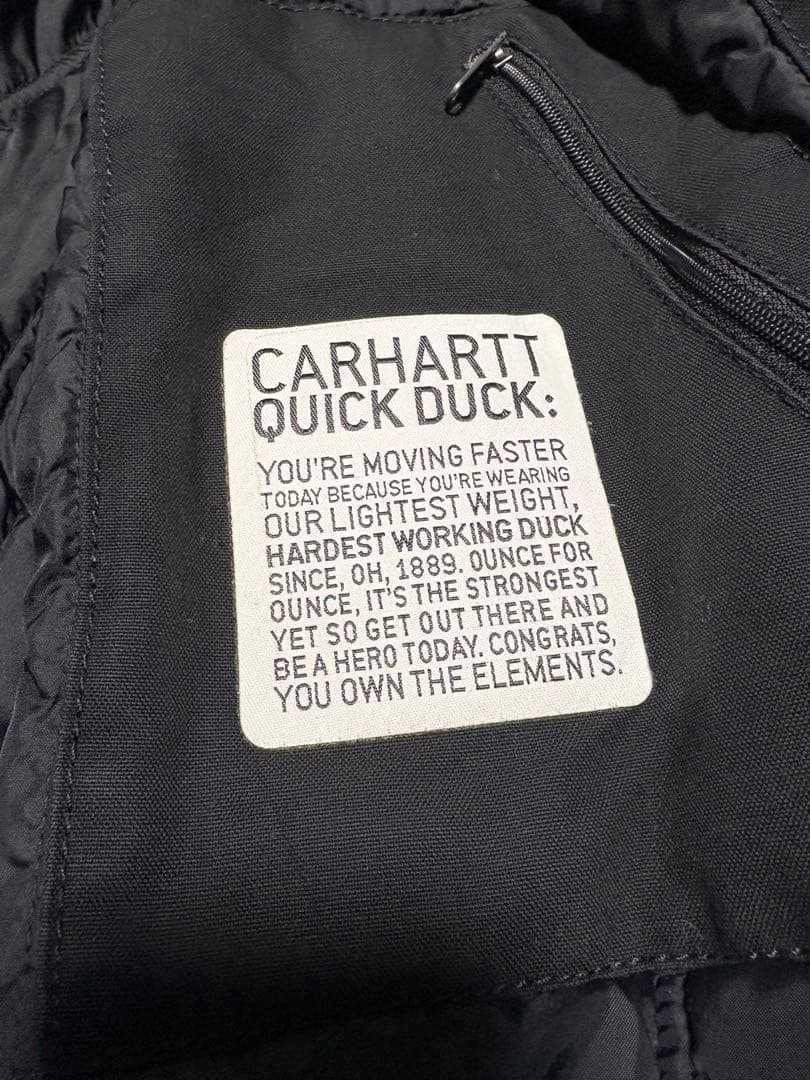 CARHARTT
QUICK DUCK:
YOU'RE MOVING FASTER
TODAY BECAUSE YOU'RE WEARING
OUR LIGHTEST WEIGHT,
HARDEST WORKING DUCK
SINCE, OH, 1889. OUNCE FOR
OUNCE, IT'S THE STRONGEST
YET SO GET OUT THERE AND
BE A HERO TODAY. CONGRATS,
YOU OWN THE ELEMENTS.